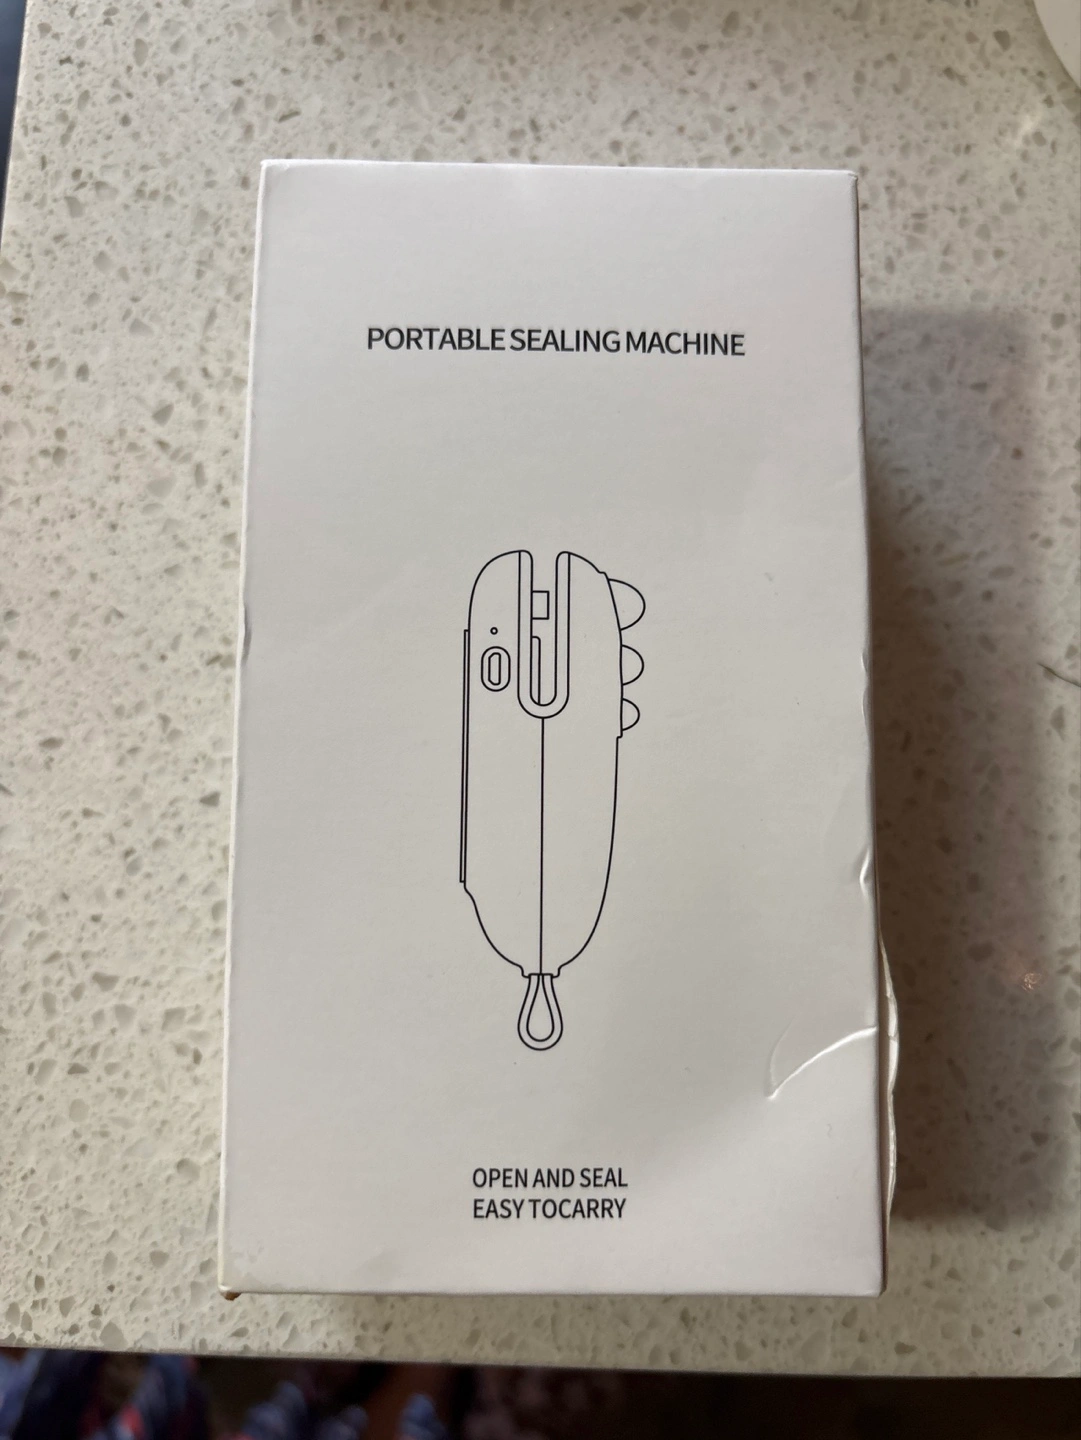 PORTABLE SEALING MACHINE
OPEN AND SEAL
EASY TOCARRY